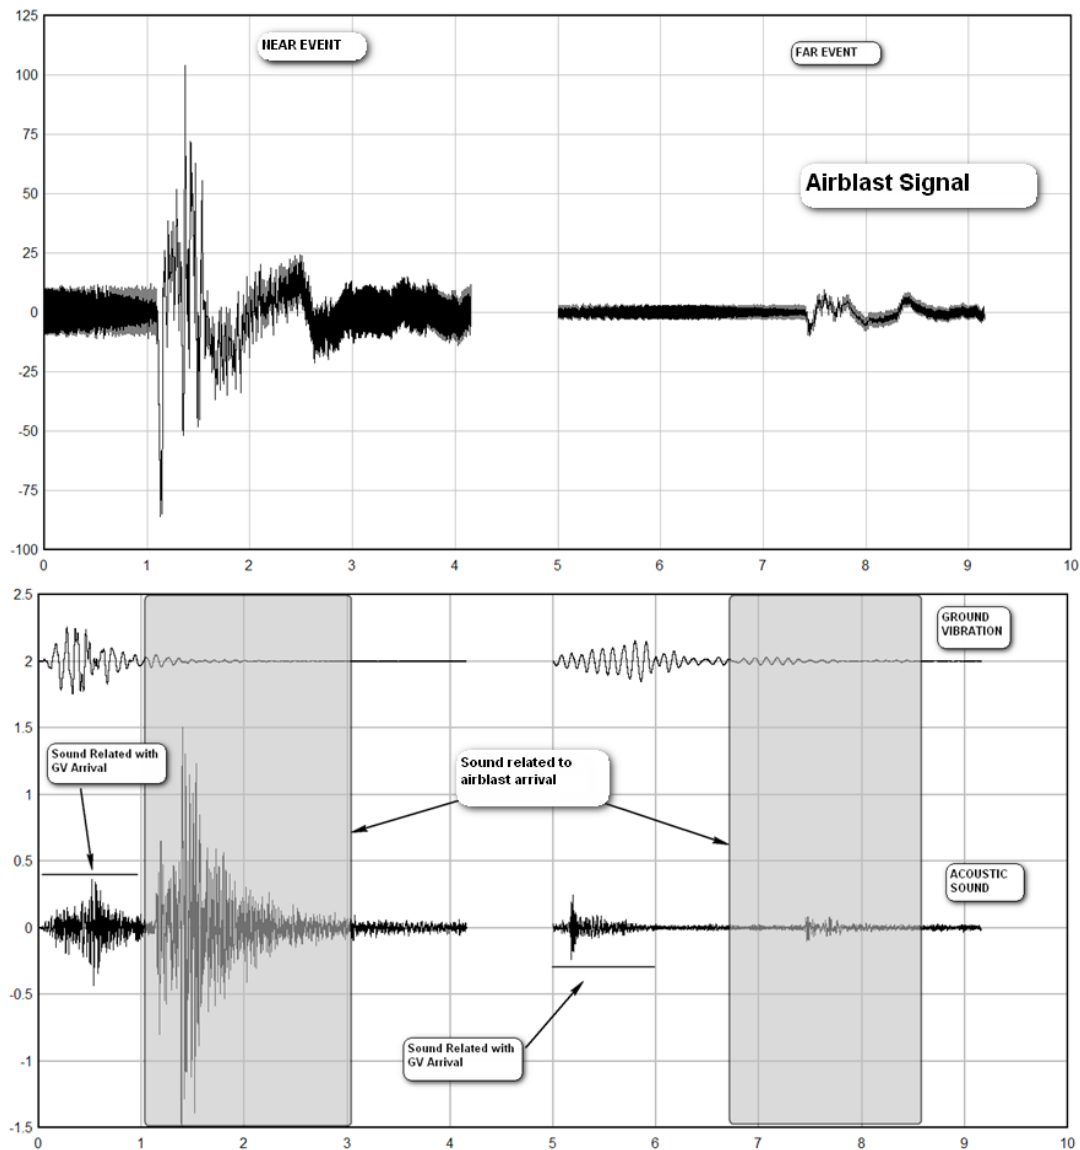 125
NEAR EVENT
FAR EVENT
100
75
Airblast Signal
50
25
0
-25
-50
-75
-100
0 1 2 3 4 5 6 7 8 9 10
2.5
GROUND
VIBRATION
2
1.5
Sound Related with
GV Arrival
Sound related to
airblast arrival
1
0.5
ACOUSTIC
SOUND
0
-0.5
Sound Related with
GV Arrival
-1
-1.5
0 1 2 3 4 5 6 7 8 9 10